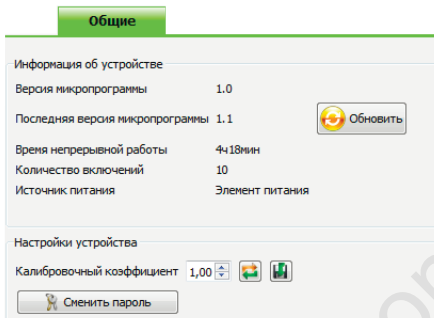 Общие
Информация об устройстве
Версия микропрограммы 1.0
Последняя версия микропрограммы 1.1 Обновить
Время непрерывной работы 4ч18мин
Количество включений 10
Источник питания Элемент питания
Настройки устройства
Калибровочный коэффициент 1,00
Сменить пароль